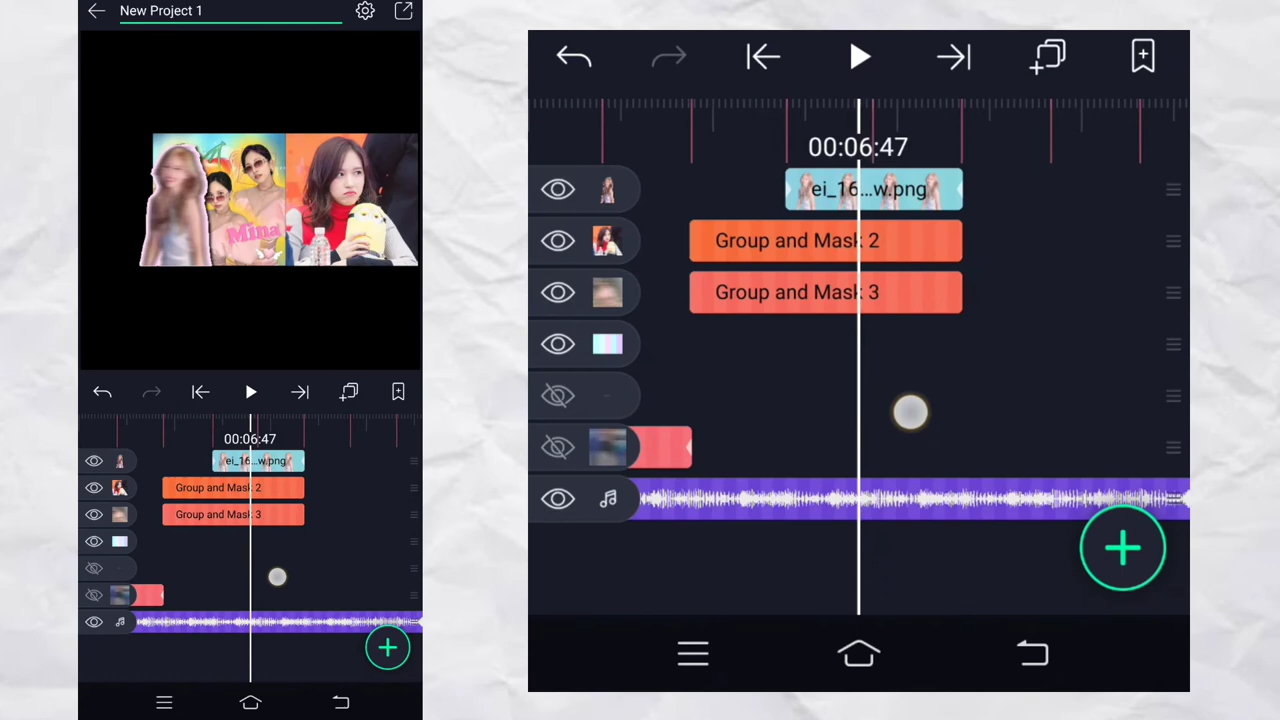 New Project 1
Mina
00:06:47
ei_16...w.png
Group and Mask 2
Group and Mask 3
00:06:47
ei_16...w.png
Group and Mask 2
Group and Mask 3